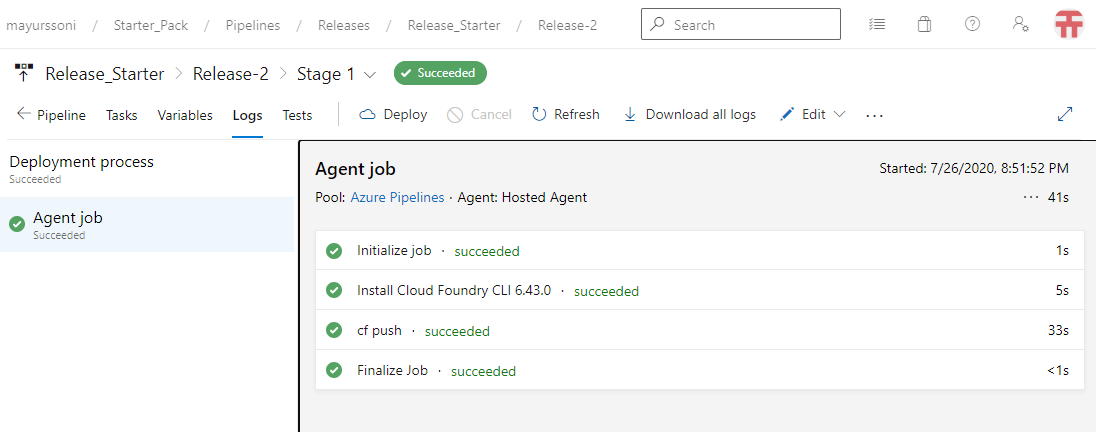 mayurssoni / Starter_Pack / Pipelines / Releases / Release_Starter / Release-2 Search
Release_Starter > Release-2 > Stage 1 Succeeded
Pipeline Tasks Variables Logs Tests Deploy Cancel Refresh Download all logs Edit ...
Deployment process
Succeeded
Agent job
Succeeded
Agent job Started: 7/26/2020, 8:51:52 PM
Pool: Azure Pipelines · Agent: Hosted Agent ... 41s
Initialize job · succeeded 1s
Install Cloud Foundry CLI 6.43.0 · succeeded 5s
cf push · succeeded 33s
Finalize Job · succeeded <1s